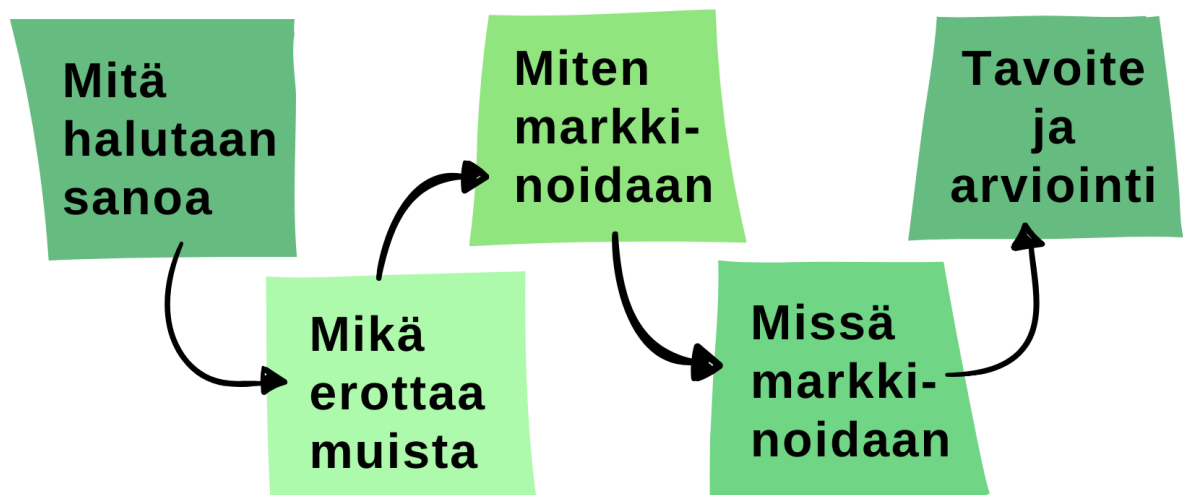 Mitä
halutaan
sanoa
Mikä
erottaa
muista
Miten
markki-
noidaan
Missä
markki-
noidaan
Tavoite
ja
arviointi